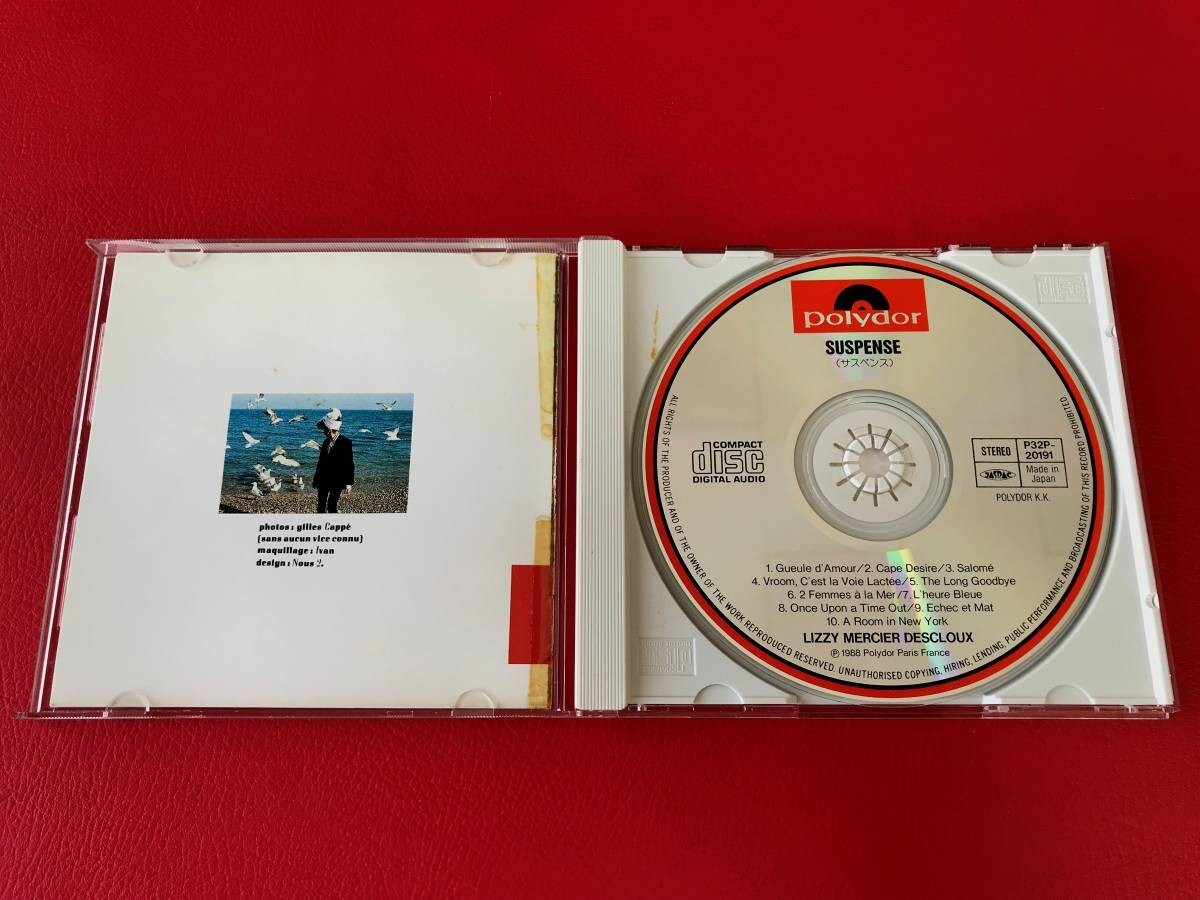 photos : gilles Cappé
(sans aucun vice connu)
maquillage : Ivan
design : Nous 2.
polydor
SUSPENSE
(サスペンス)
COMPACT
disc
DIGITAL AUDIO
STEREO
P32P-
20191
JASRAC
Made in
Japan
POLYDOR K.K.
1. Gueule d'Amour/2. Cape Desire/3. Salomé
4. Vroom, C'est la Voie Lactée/5. The Long Goodbye
6. 2 Femmes à la Mer/7. L'heure Bleue
8. Once Upon a Time Out/9. Echec et Mat
10. A Room in New York
LIZZY MERCIER DESCLOUX
℗ 1988 Polydor Paris France
ALL RIGHTS OF THE PRODUCER AND OF THE OWNER OF THE WORK REPRODUCED RESERVED. UNAUTHORISED COPYING, HIRING, LENDING, PUBLIC PERFORMANCE AND BROADCASTING OF THIS RECORD PROHIBITED.
disc